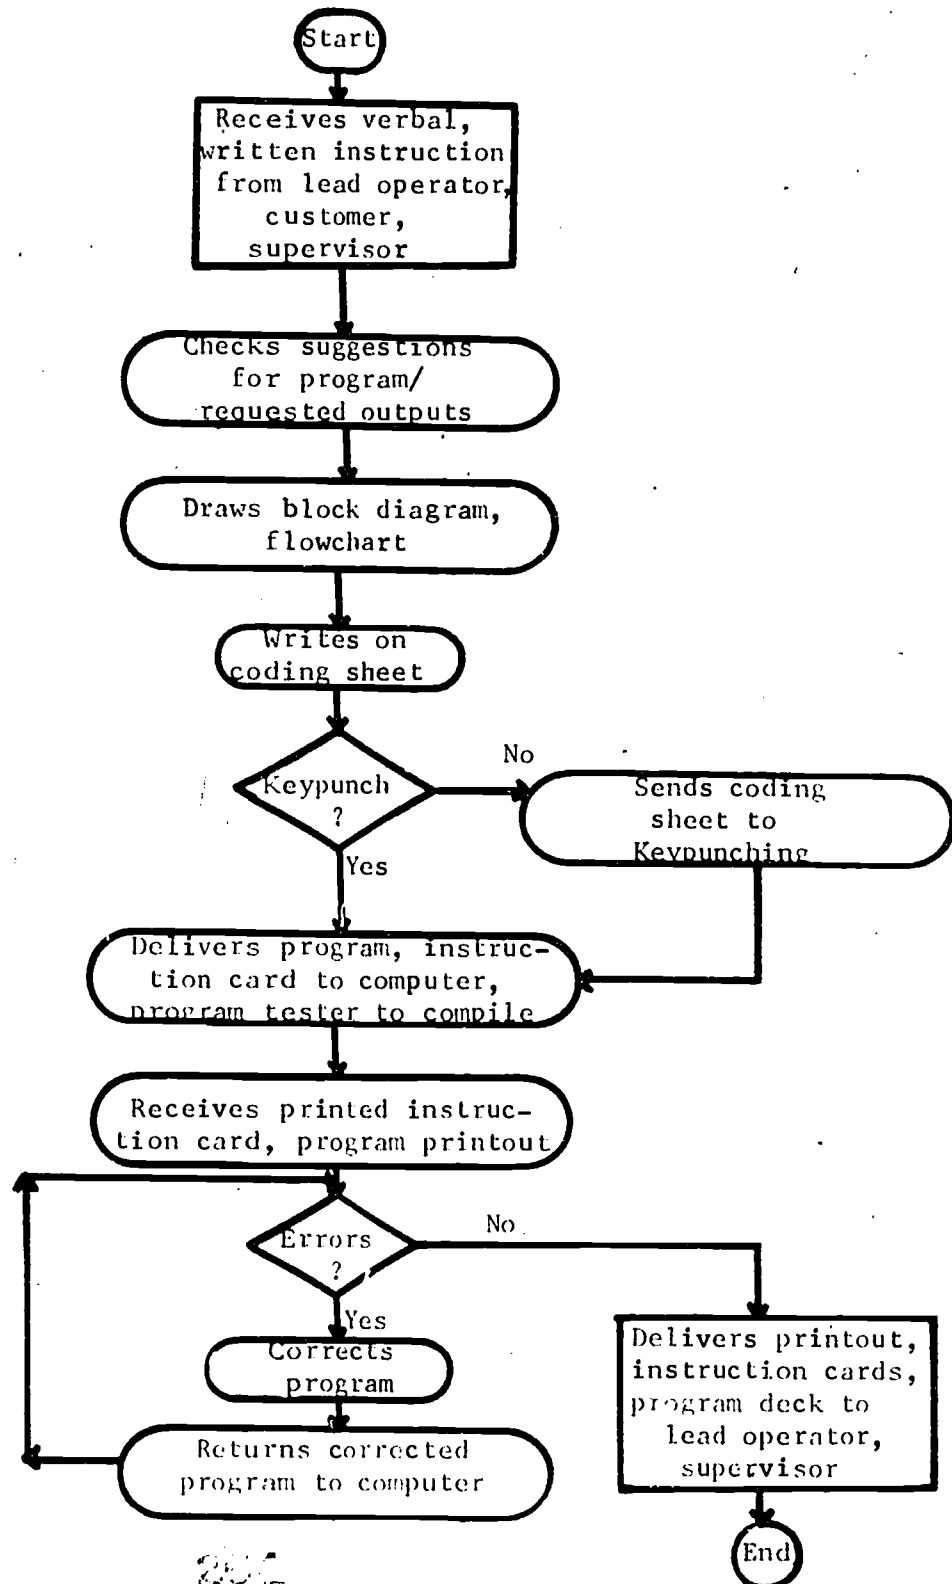 Start
Receives verbal,
written instruction
from lead operator,
customer,
supervisor
Checks suggestions
for program/
requested outputs
Draws block diagram,
flowchart
Writes on
coding sheet
Keypunch
?
No
Sends coding
sheet to
Keypunching
Yes
Delivers program, instruc-
tion card to computer,
program tester to compile
Receives printed instruc-
tion card, program printout
Errors
?
No
Yes
Corrects
program
Returns corrected
program to computer
Delivers printout,
instruction cards,
program deck to
lead operator,
supervisor
End